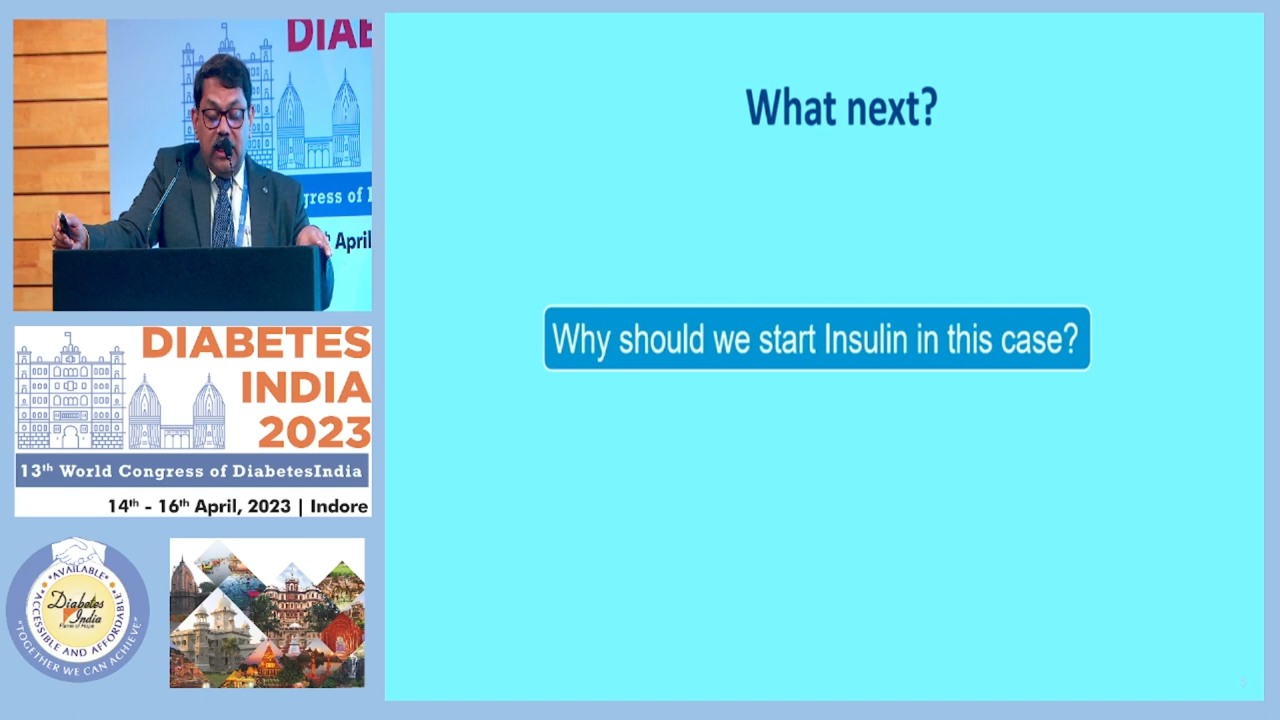 DIAB
gress of I
April
What next?
Why should we start Insulin in this case?
5
DIABETES
INDIA
2023
13th World Congress of DiabetesIndia
14th - 16th April, 2023 | Indore
"AVAILABLE"
"ACCESSIBLE AND AFFORDABLE"
Diabetes
India
"TOGETHER WE CAN ACHIEVE"